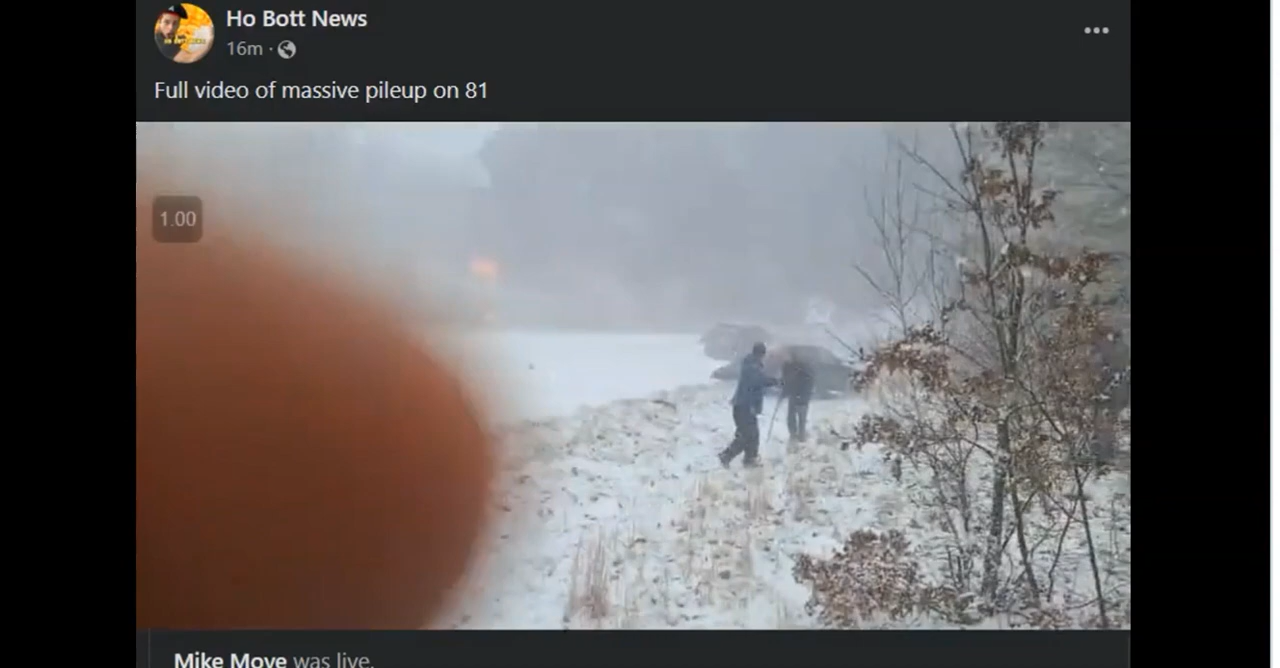 Ho Bott News
16m ·
Full video of massive pileup on 81
1.00
Mike Move was live.